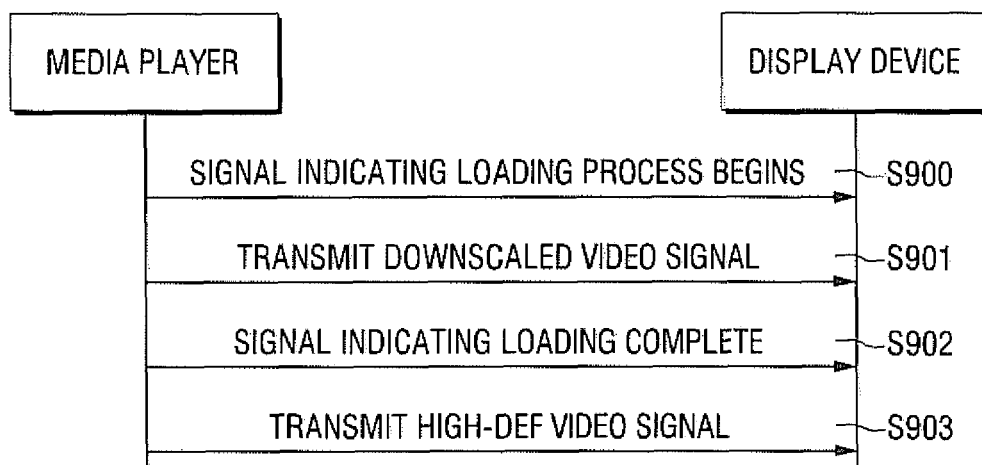 MEDIA PLAYER
DISPLAY DEVICE
SIGNAL INDICATING LOADING PROCESS BEGINS S900
TRANSMIT DOWNSCALED VIDEO SIGNAL S901
SIGNAL INDICATING LOADING COMPLETE S902
TRANSMIT HIGH-DEF VIDEO SIGNAL S903